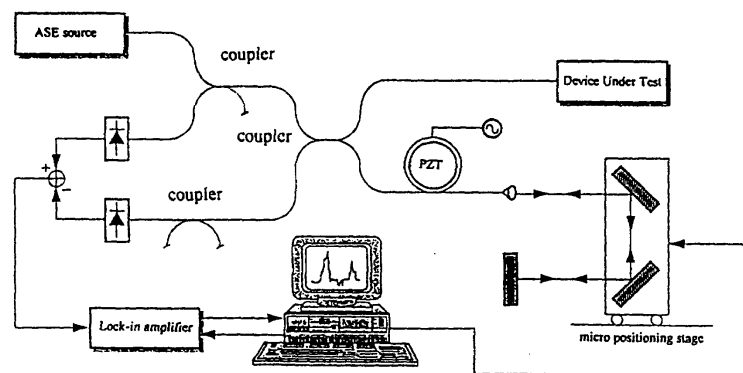 ASE source
coupler
Device Under Test
+
coupler
PZT
-
coupler
Lock-in amplifier
micro positioning stage